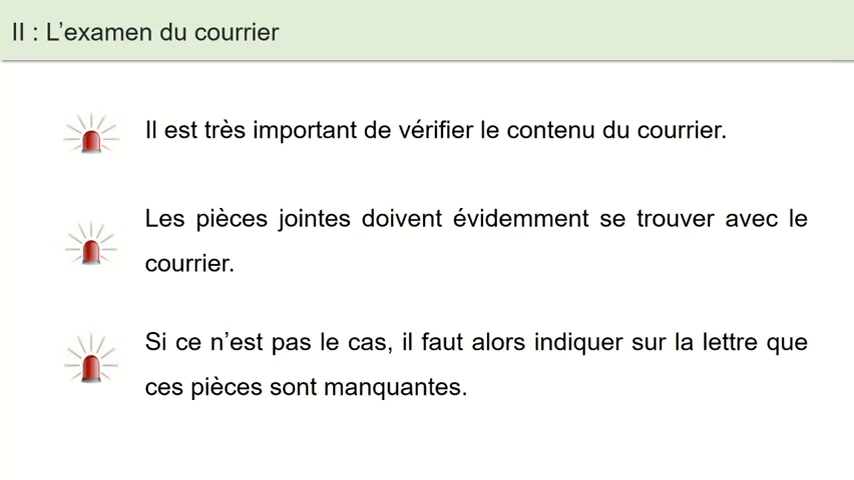 II : L’examen du courrier
Il est très important de vérifier le contenu du courrier.
Les pièces jointes doivent évidemment se trouver avec le
courrier.
Si ce n’est pas le cas, il faut alors indiquer sur la lettre que
ces pièces sont manquantes.